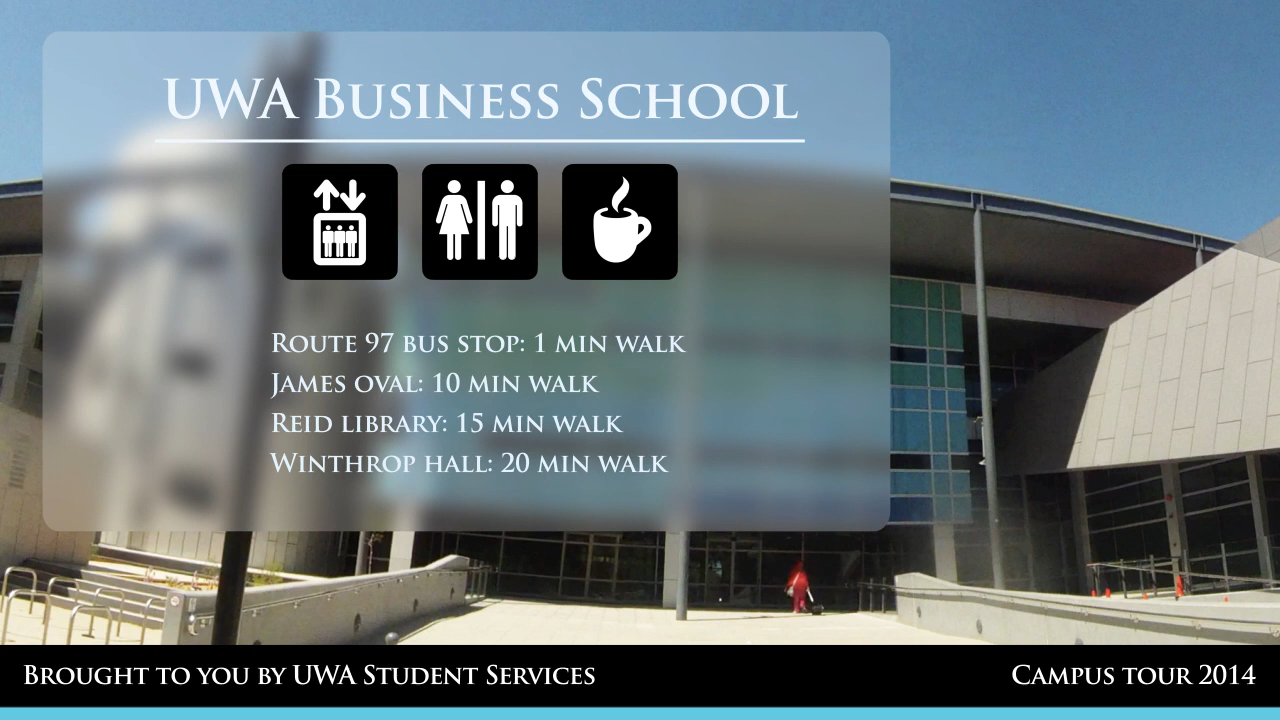 UWA Business School
Route 97 bus stop: 1 min walk
James oval: 10 min walk
Reid library: 15 min walk
Winthrop hall: 20 min walk
Brought to you by UWA Student Services
Campus tour 2014